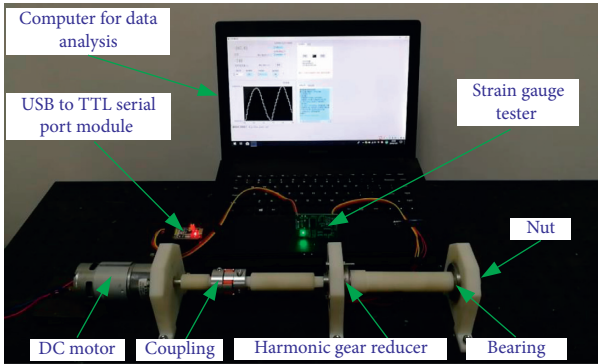 Computer for data
analysis
USB to TTL serial
port module
Strain gauge
tester
Nut
DC motor
Coupling
Harmonic gear reducer
Bearing